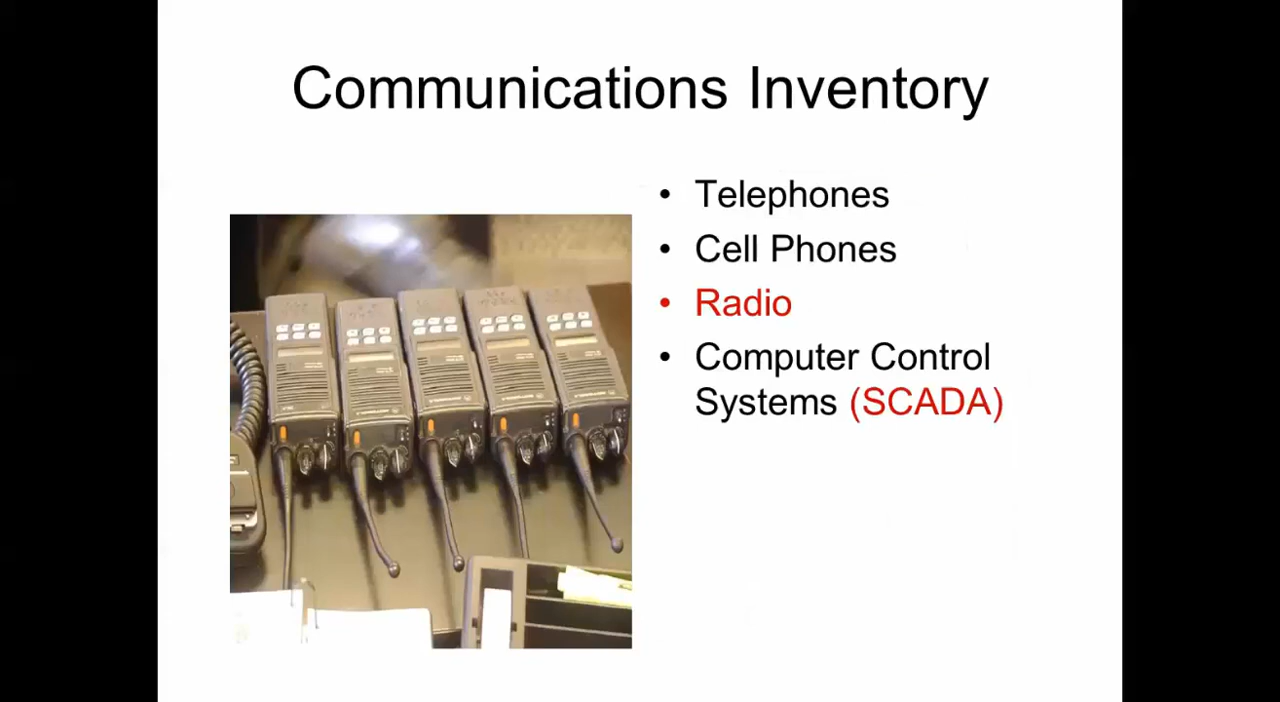 Communications Inventory
• Telephones
• Cell Phones
• Radio
• Computer Control
Systems (SCADA)